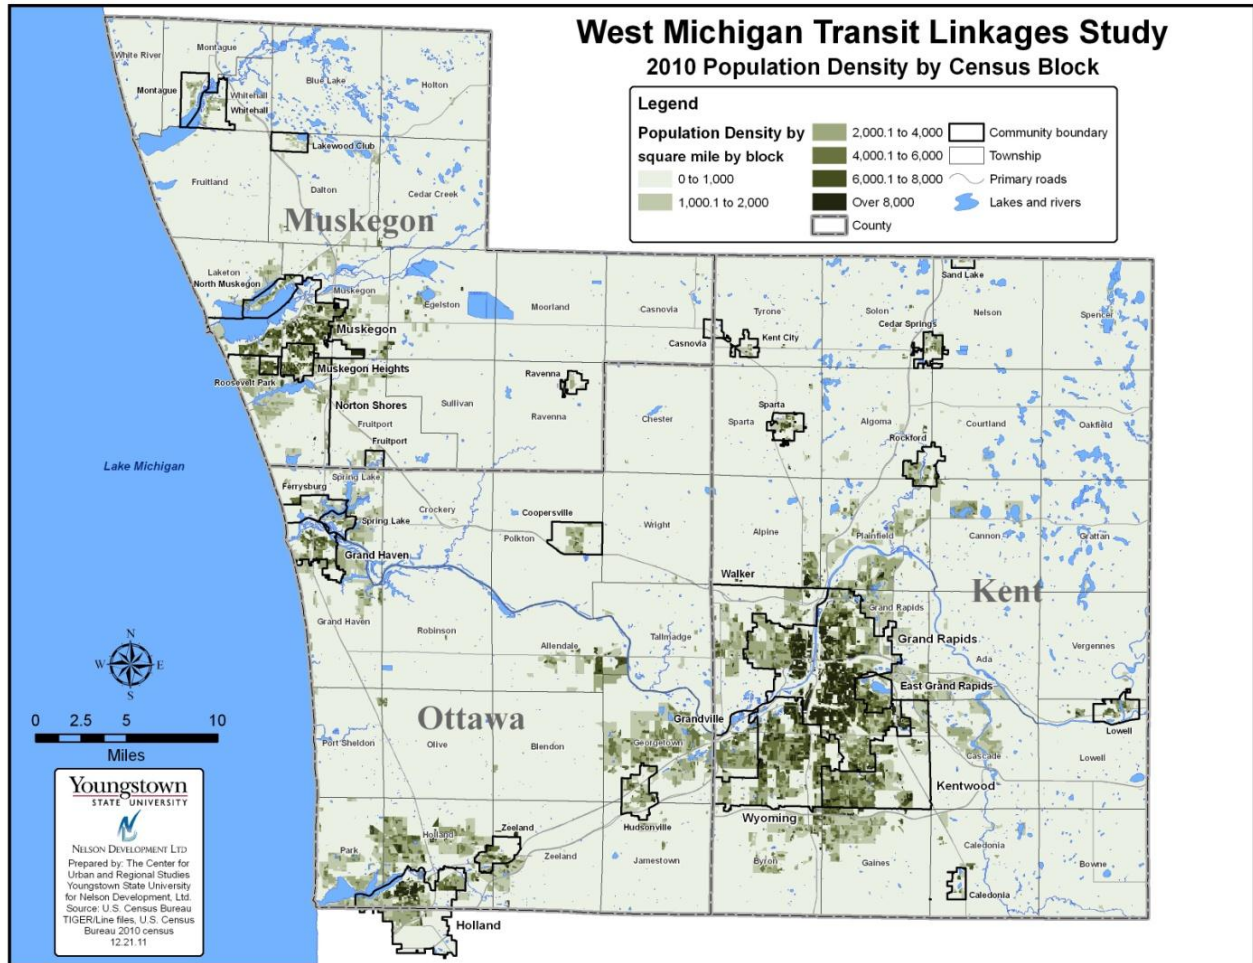 West Michigan Transit Linkages Study
2010 Population Density by Census Block
Legend
Population Density by
square mile by block
0 to 1,000
1,000.1 to 2,000
2,000.1 to 4,000
4,000.1 to 6,000
6,000.1 to 8,000
Over 8,000
County
Community boundary
Township
Primary roads
Lakes and rivers
White River
Montague
Montague
Whitehall
Whitehall
Blue Lake
Holton
Lakewood Club
Fruitland
Dalton
Cedar Creek
Muskegon
Laketon
North Muskegon
Muskegon
Egelston
Moorland
Casnovia
Muskegon
Muskegon Heights
Roosevelt Park
Norton Shores
Fruitport
Fruitport
Sullivan
Ravenna
Ravenna
Casnovia
Tyrone
Kent City
Solon
Cedar Springs
Sand Lake
Nelson
Spencer
Chester
Sparta
Sparta
Algoma
Rockford
Courtland
Oakfield
Lake Michigan
Ferrysburg
Spring Lake
Spring Lake
Crockery
Coopersville
Polkton
Wright
Alpine
Plainfield
Cannon
Grattan
Grand Haven
Walker
Kent
Grand Haven
Robinson
Allendale
Tallmadge
Grand Rapids
Grand Rapids
Ada
Vergennes
East Grand Rapids
Ottawa
Grandville
Port Sheldon
Olive
Blendon
Georgetown
Cascade
Lowell
Lowell
Kentwood
Hudsonville
Wyoming
Park
Holland
Zeeland
Zeeland
Jamestown
Byron
Gaines
Caledonia
Caledonia
Bowne
Holland
N
W
E
S
0 2.5 5 10
Miles
Youngstown
STATE UNIVERSITY
NELSON DEVELOPMENT LTD
Prepared by: The Center for
Urban and Regional Studies
Youngstown State University
for Nelson Development, Ltd.
Source: U.S. Census Bureau
TIGER/Line files, U.S. Census
Bureau 2010 census
12.21.11